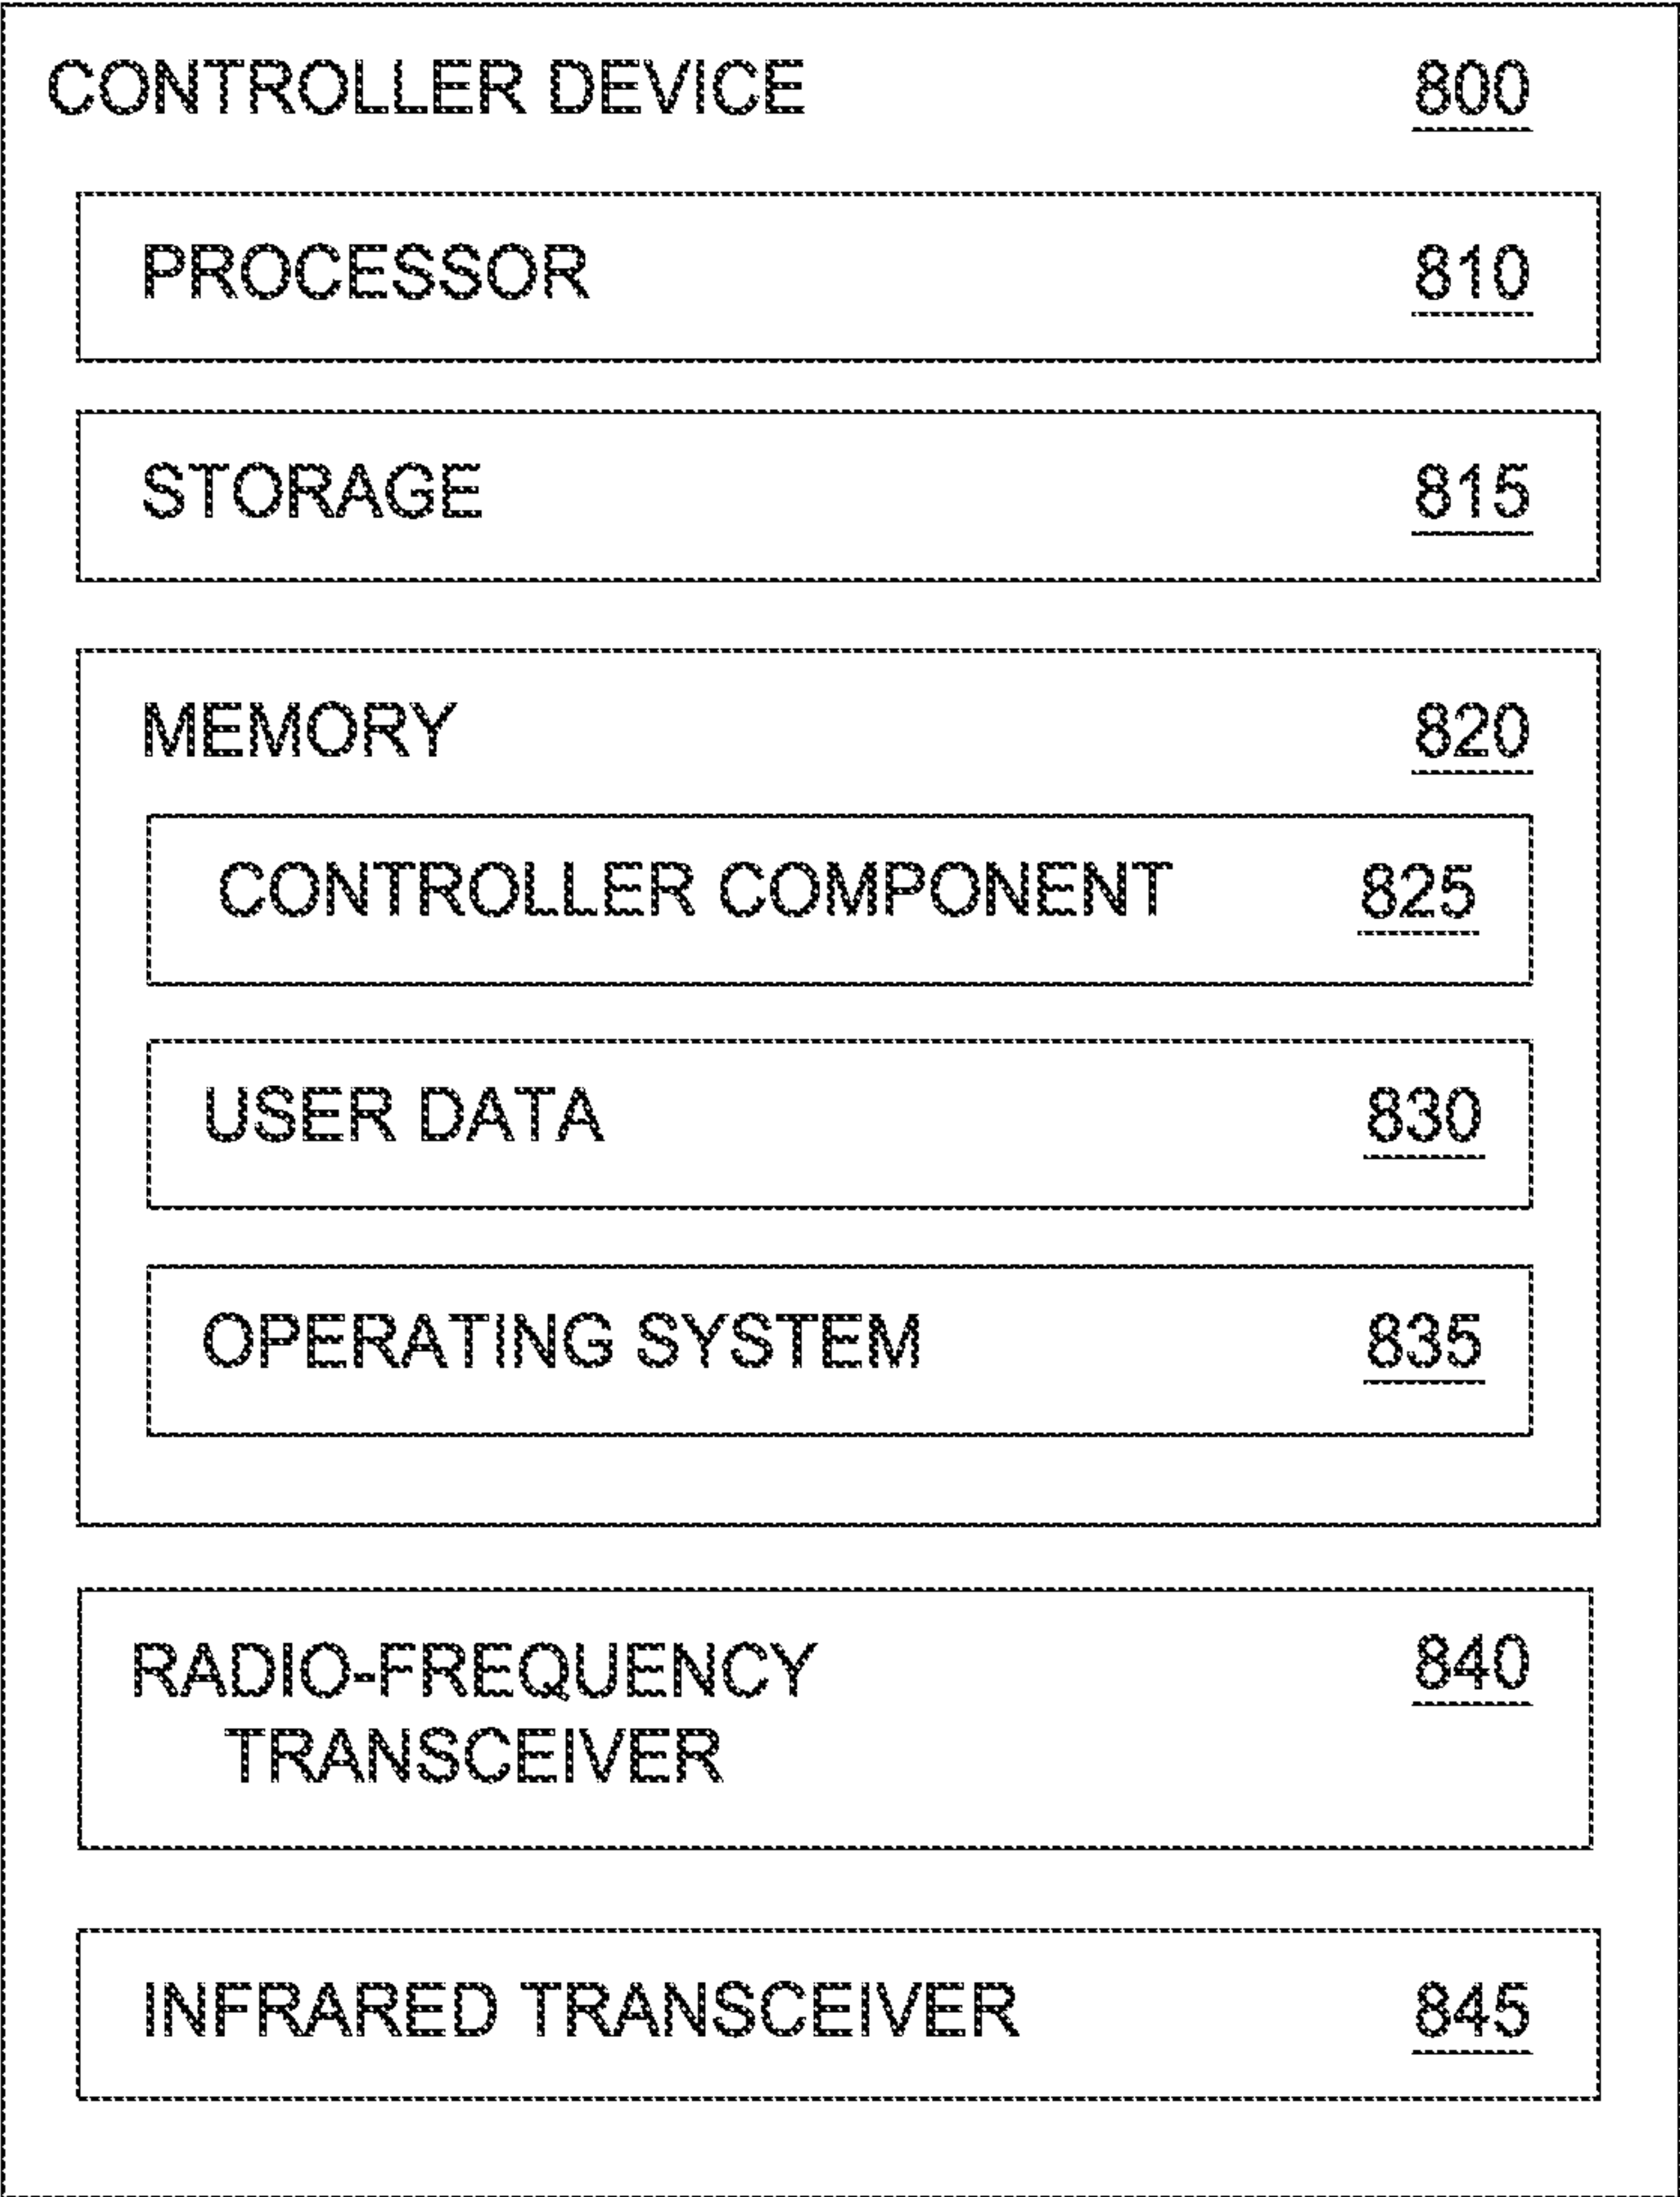 CONTROLLER DEVICE 800
PROCESSOR 810
STORAGE 815
MEMORY 820
CONTROLLER COMPONENT 825
USER DATA 830
OPERATING SYSTEM 835
RADIO-FREQUENCY 840
TRANSCEIVER
INFRARED TRANSCEIVER 845